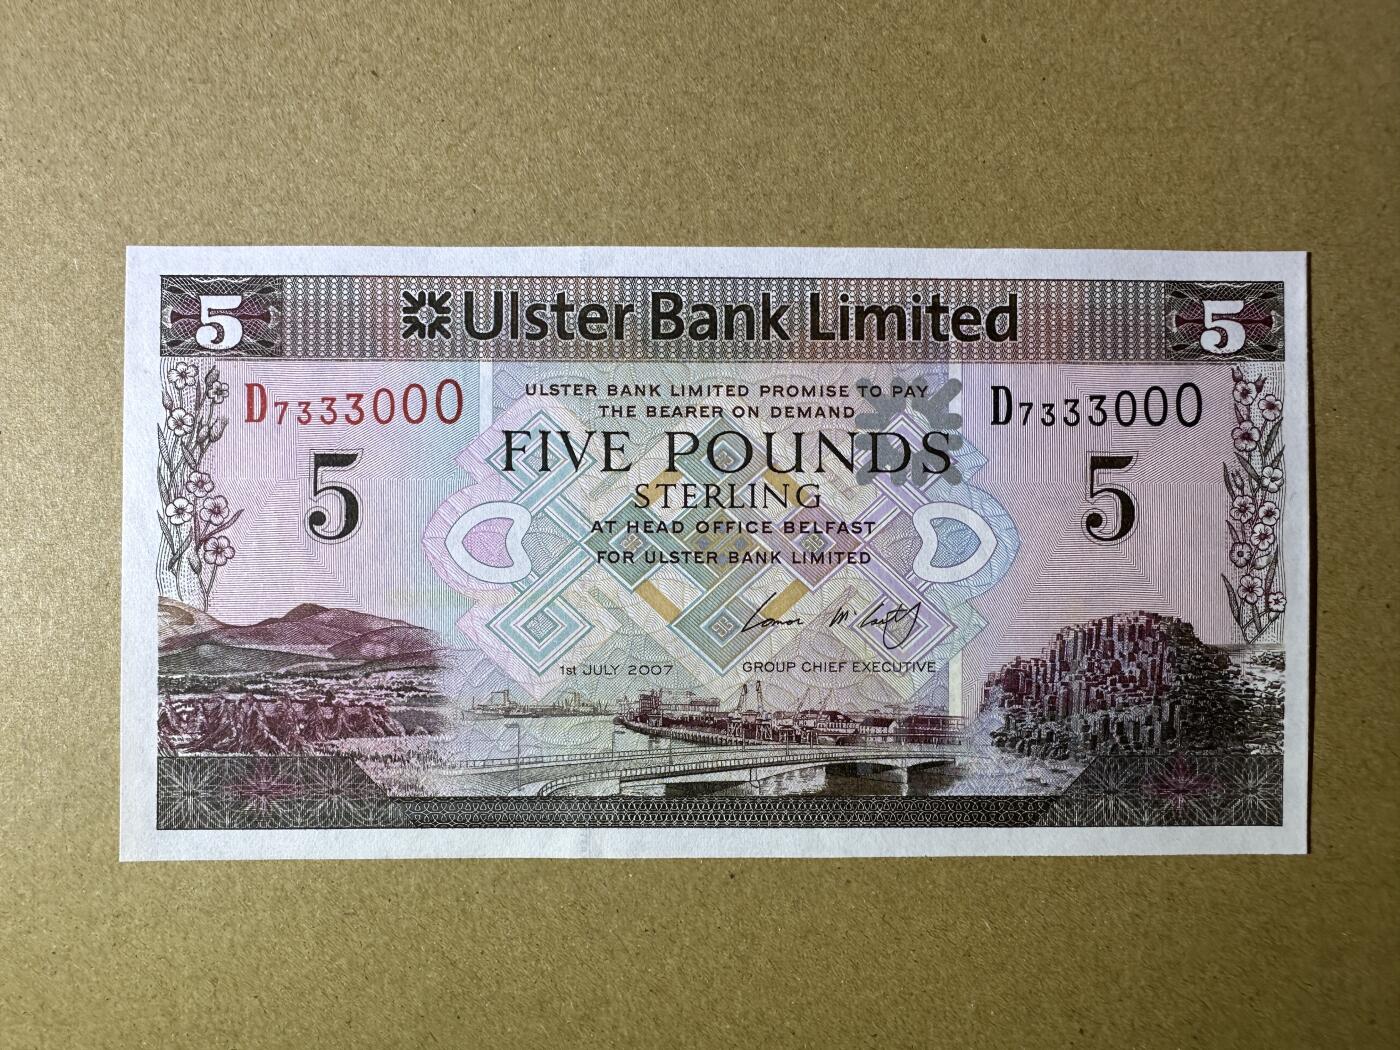 5 Ulster Bank Limited 5
D7333000 ULSTER BANK LIMITED PROMISE TO PAY D7333000
THE BEARER ON DEMAND
5 FIVE POUNDS 5
STERLING
AT HEAD OFFICE BELFAST
FOR ULSTER BANK LIMITED
1st JULY 2007 GROUP CHIEF EXECUTIVE